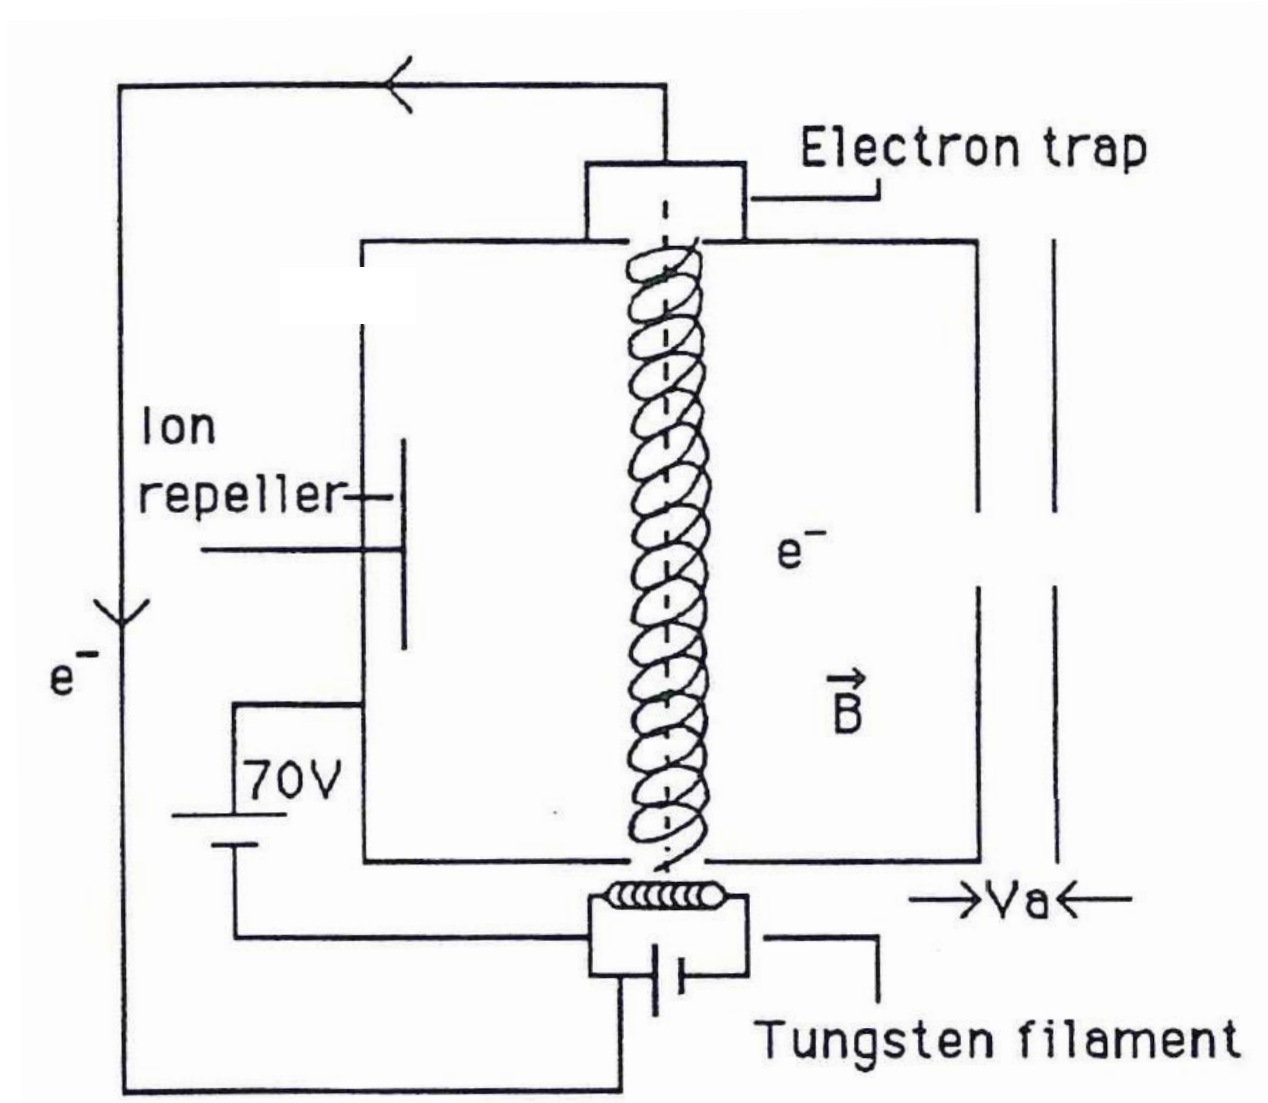 Electron trap
Ion
repeller
e⁻
B⃗
e⁻
70V
Va
Tungsten filament